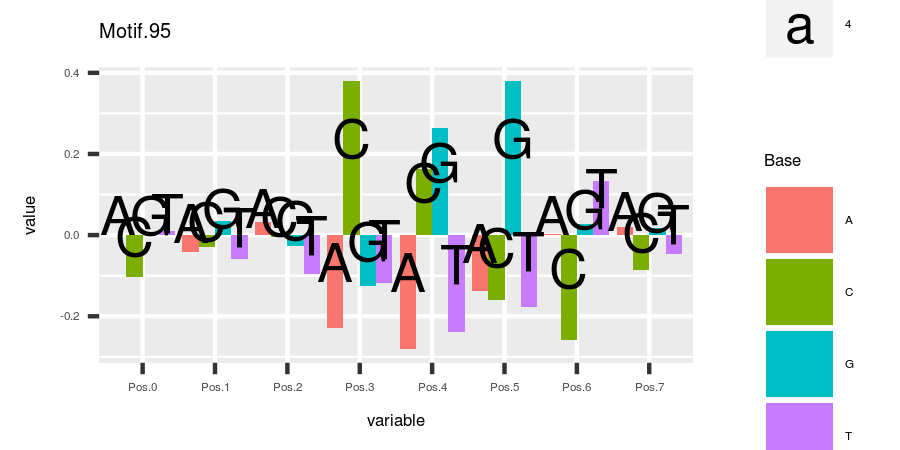 Motif.95
a 4
value
0.4
0.2
0.0
-0.2
A C G T A C G T A C G T A C G T A C G T A C G T A C G T A C G T
Pos.0 Pos.1 Pos.2 Pos.3 Pos.4 Pos.5 Pos.6 Pos.7
variable
Base
A
C
G
T